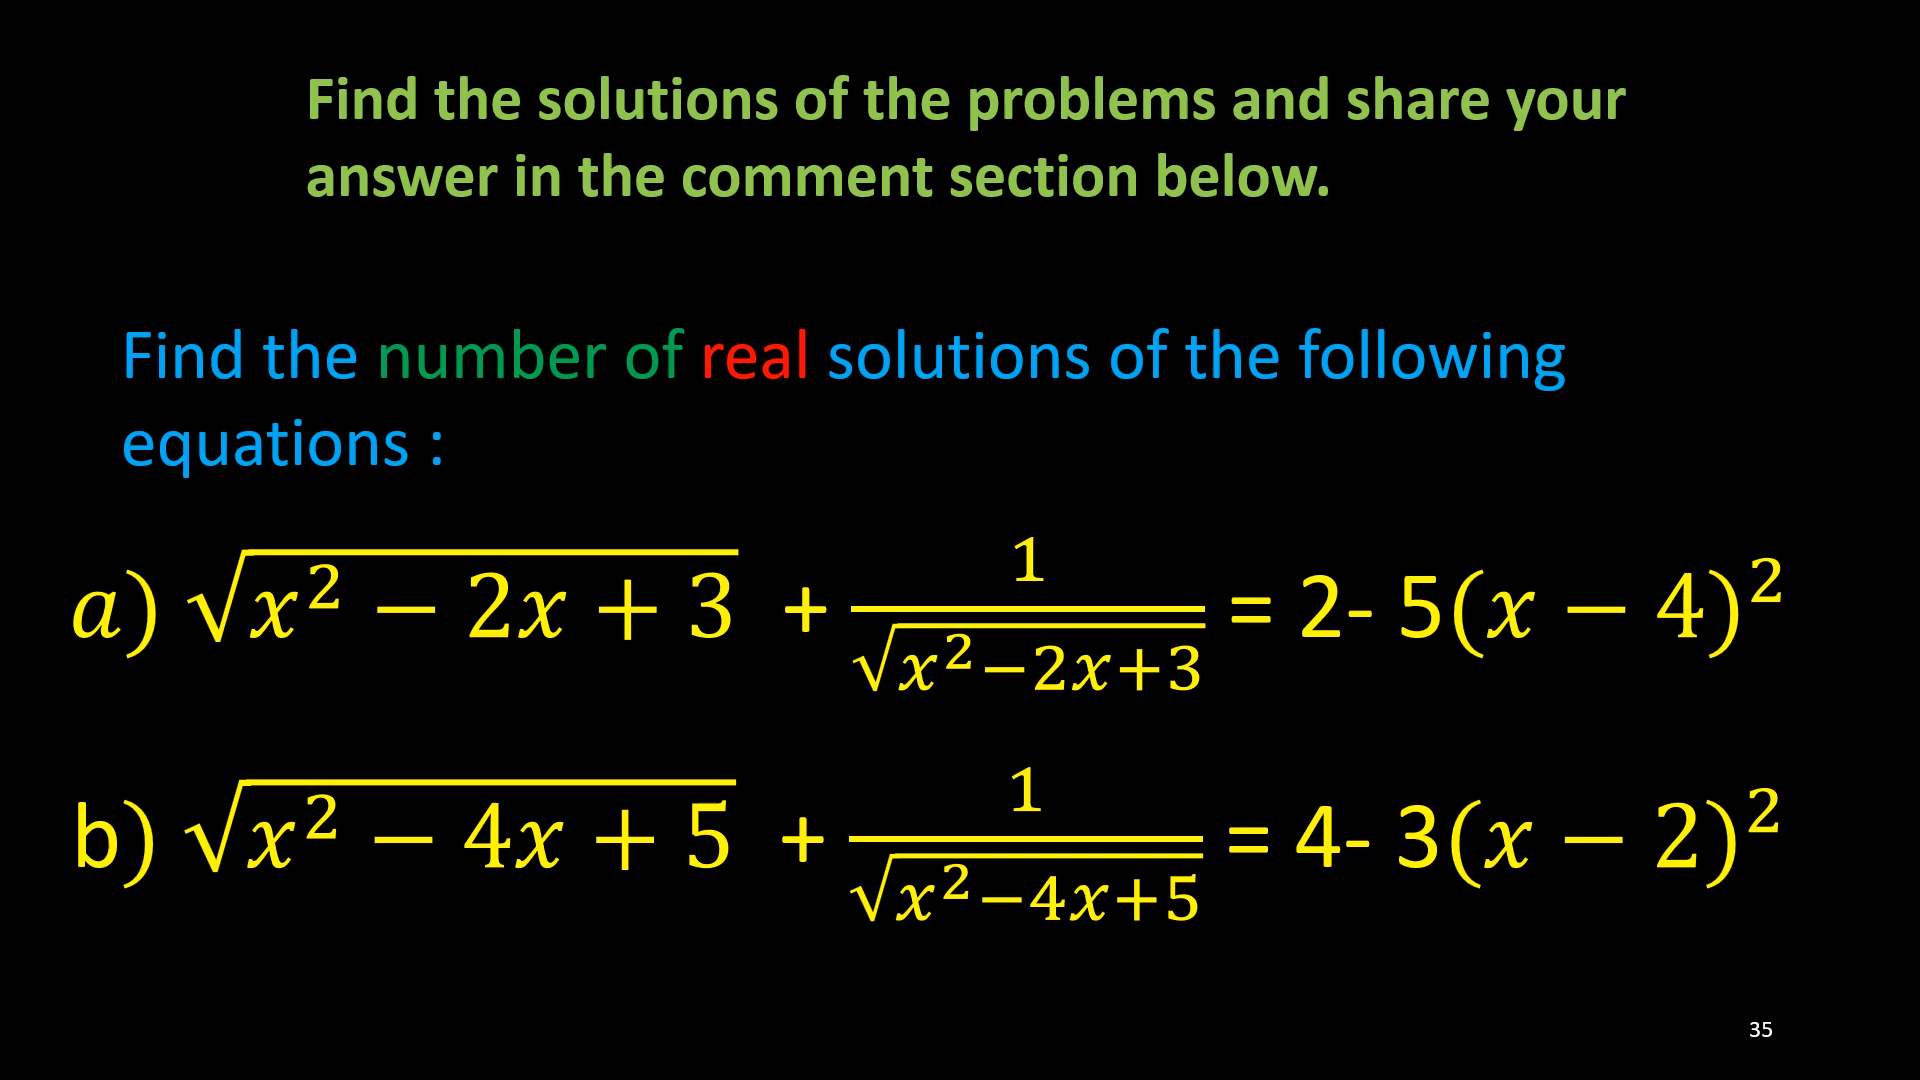 Find the solutions of the problems and share your
answer in the comment section below.
Find the number of real solutions of the following
equations :
a) √(x² − 2x + 3) + 1/√(x²−2x+3) = 2- 5(x − 4)²
b) √(x² − 4x + 5) + 1/√(x²−4x+5) = 4- 3(x − 2)²
35